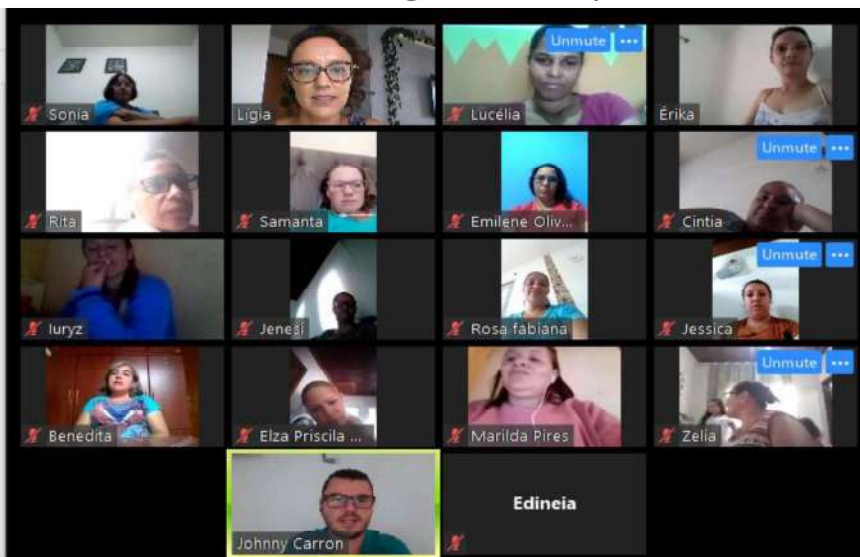 Unmute ...
Sonia
Lígia
Lucélia
Érika
Unmute ...
Rita
Samanta
Emilene Oliv...
Cintia
Unmute ...
Iuryz
Jenesi
Rosa fabiana
Jessica
Unmute ...
Benedita
Elza Priscila ...
Marilda Pires
Zelia
Edineia
Johnny Carron